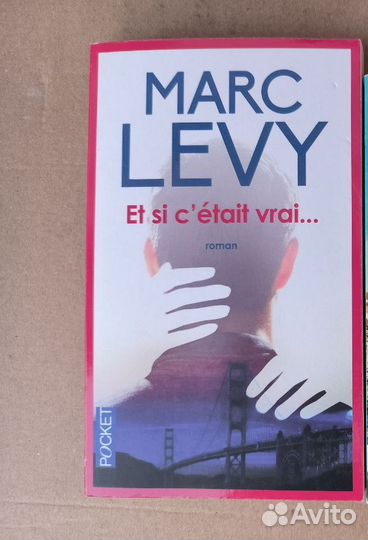 MARC
LEVY
Et si c'était vrai...
roman
POCKET
Avito